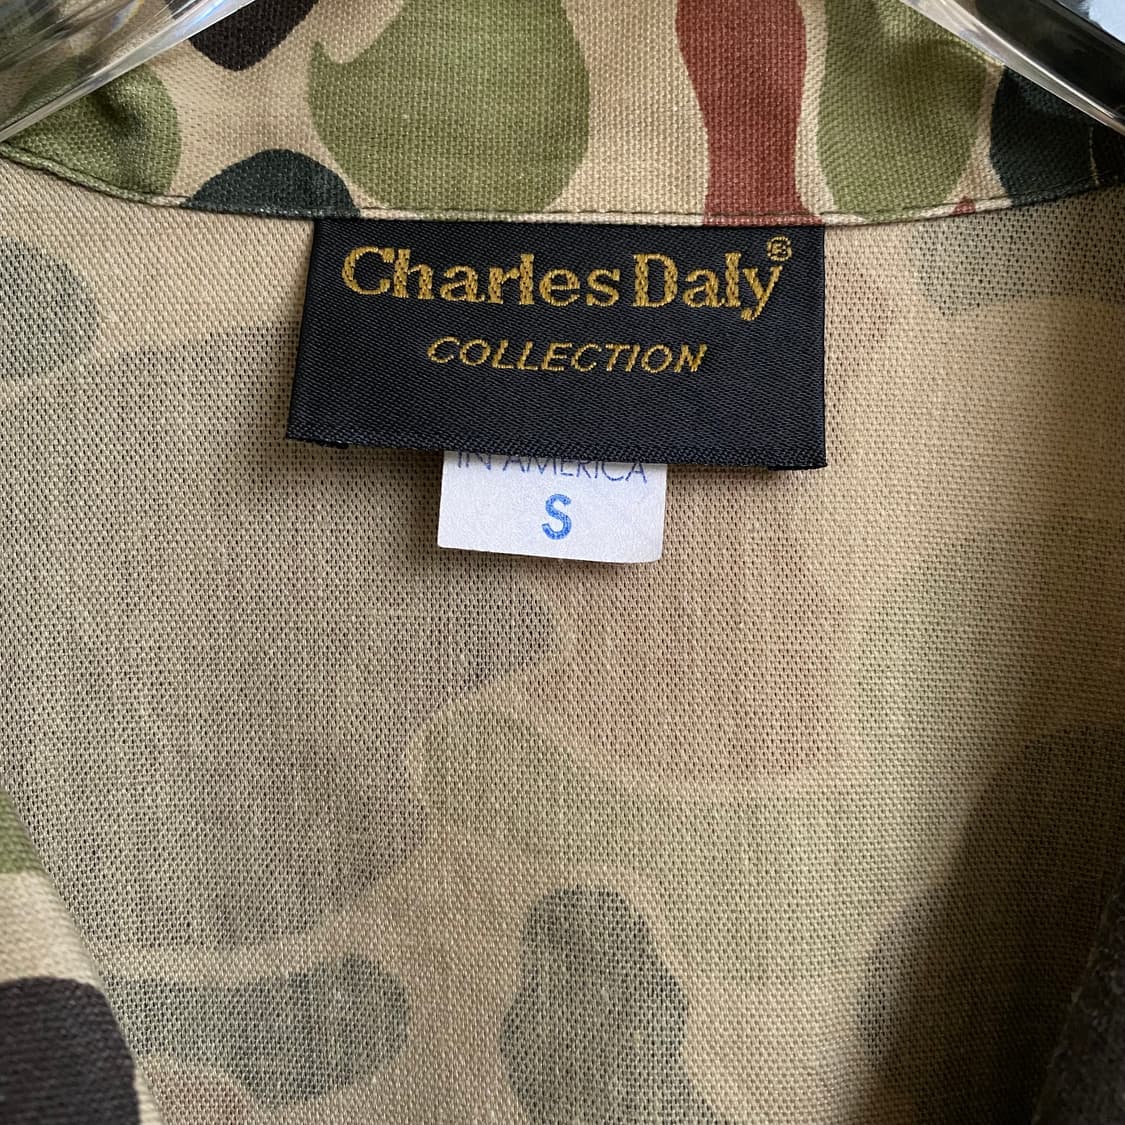 Charles Daly®
COLLECTION
IN AMERICA
S